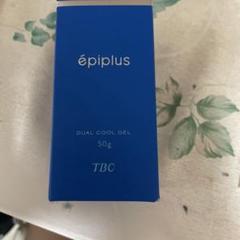 épiplus
DUAL COOL GEL
50g
TBC